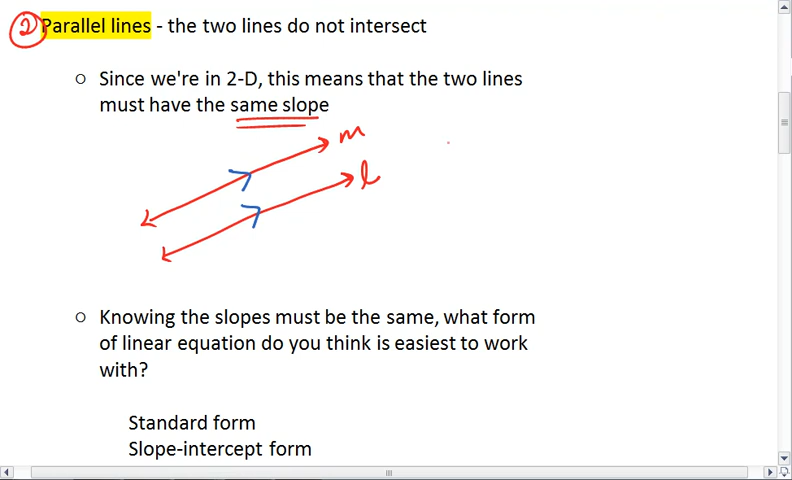 ② Parallel lines - the two lines do not intersect
○ Since we're in 2-D, this means that the two lines
must have the same slope
m
l
○ Knowing the slopes must be the same, what form
of linear equation do you think is easiest to work
with?
Standard form
Slope-intercept form